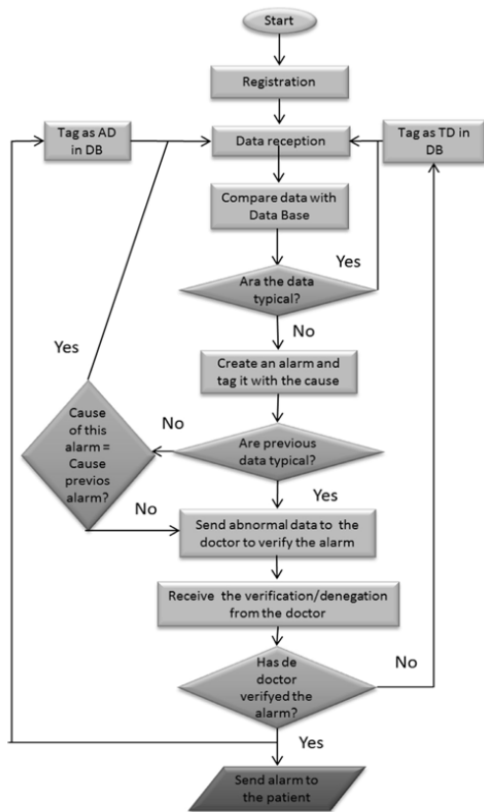 Start
Registration
Tag as AD
in DB
Data reception
Tag as TD in
DB
Compare data with
Data Base
Yes
Ara the data
typical?
No
Create an alarm and
tag it with the cause
Yes
Cause
of this
alarm =
Cause
previos
alarm?
No
Are previous
data typical?
Yes
No
Send abnormal data to the
doctor to verify the alarm
Receive the verification/denegation
from the doctor
Has de
doctor
verifyed the
alarm?
No
Yes
Send alarm to
the patient